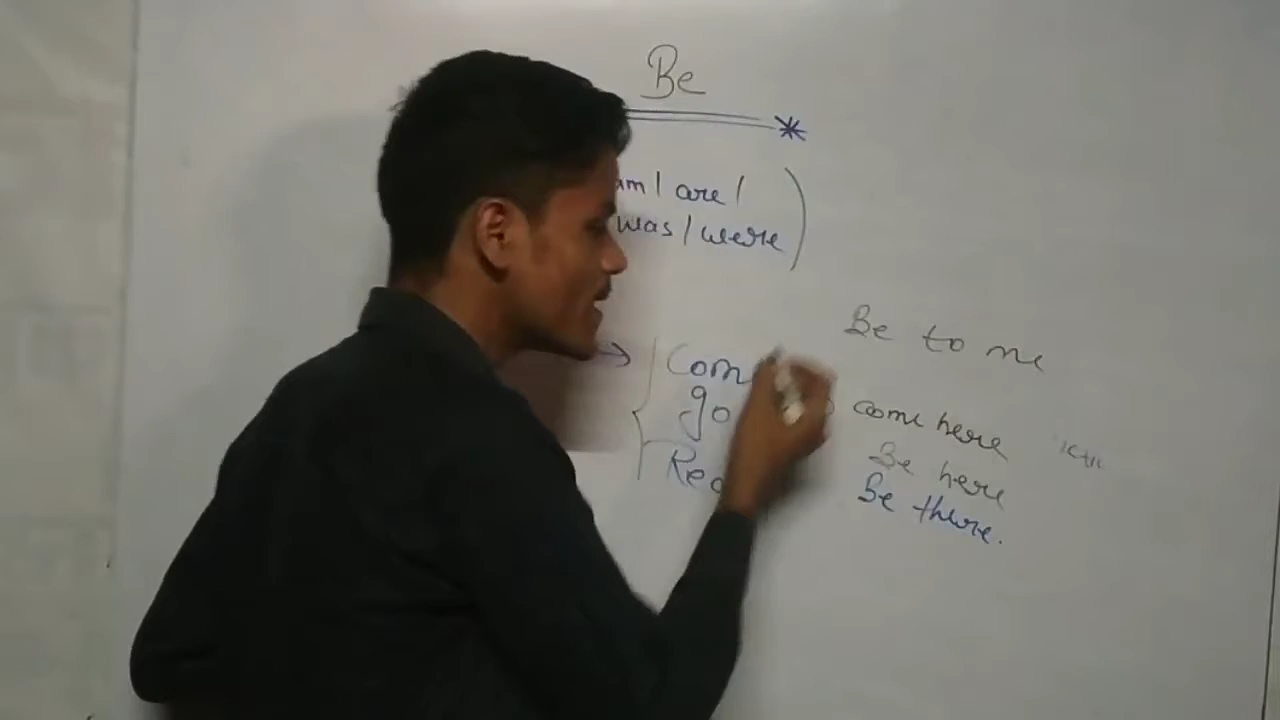 Be
am / are /
was / were )
Be to me
Com
go
come here
Be here
Be there.